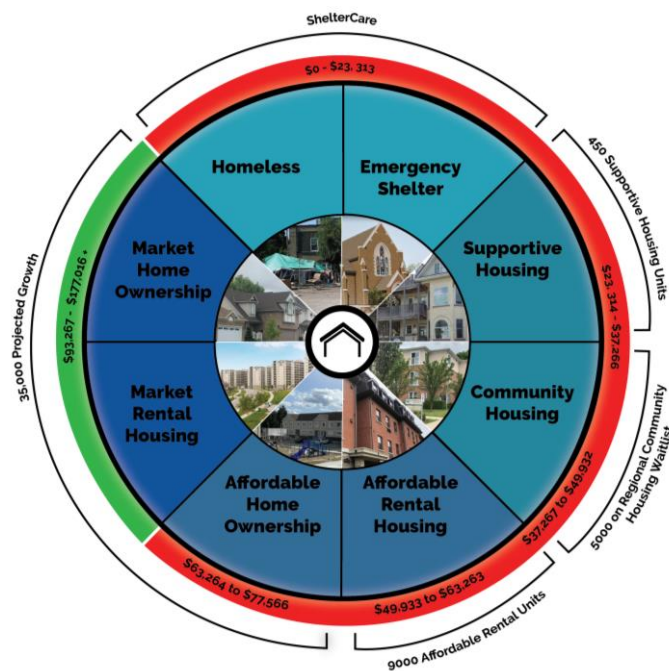 ShelterCare
$0 - $23, 313
Homeless
Emergency
Shelter
450 Supportive Housing Units
Supportive
Housing
$23, 314 - $37,266
Community
Housing
5000 on Regional Community
Housing Waitlist
$37,267 to $49,932
Affordable
Rental
Housing
$49,933 to $63,263
9000 Affordable Rental Units
Affordable
Home
Ownership
$63,264 to $77,566
Market
Rental
Housing
Market
Home
Ownership
$93,267 - $177,016 +
35,000 Projected Growth